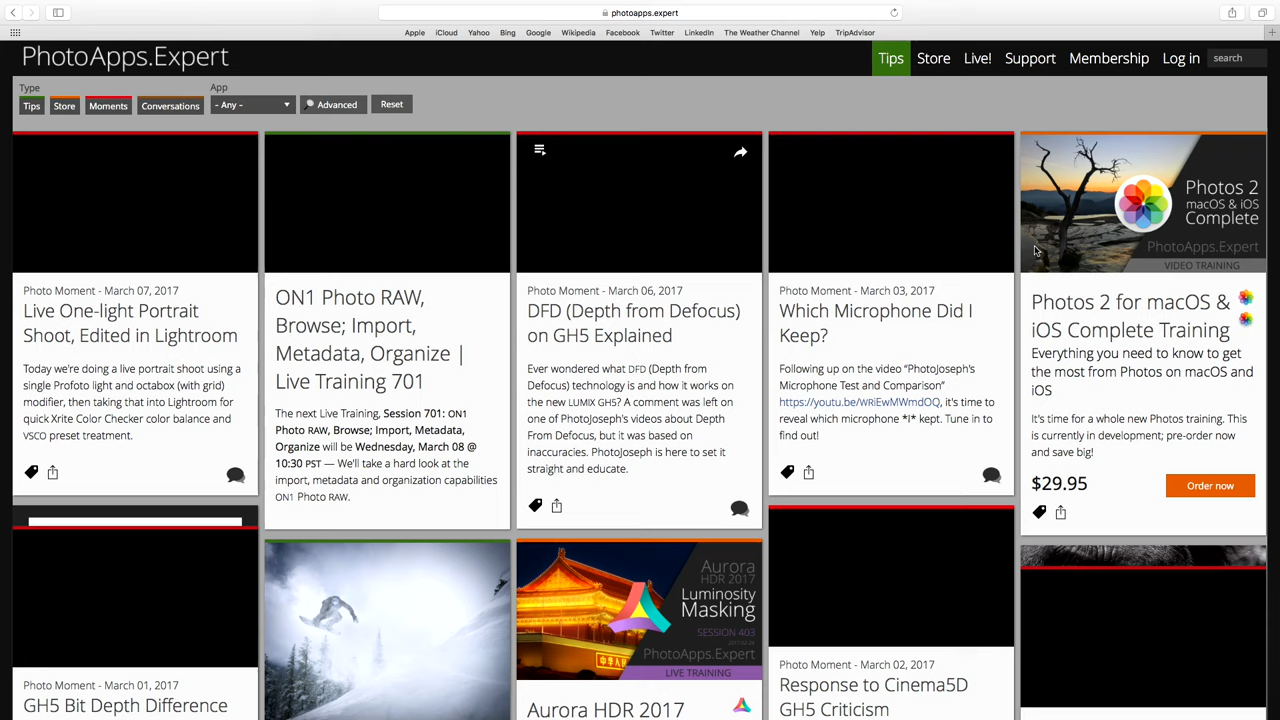 photoapps.expert
Apple iCloud Yahoo Bing Google Wikipedia Facebook Twitter LinkedIn The Weather Channel Yelp TripAdvisor
PhotoApps.Expert
Tips Store Live! Support Membership Log in search
Type
Tips Store Moments Conversations
App
- Any -
Advanced
Reset
Photo Moment - March 07, 2017
Live One-light Portrait
Shoot, Edited in Lightroom
Today we're doing a live portrait shoot using a
single Profoto light and octabox (with grid)
modifier, then taking that into Lightroom for
quick Xrite Color Checker color balance and
VSCO preset treatment.
ON1 Photo RAW,
Browse; Import,
Metadata, Organize |
Live Training 701
The next Live Training, Session 701: ON1
Photo RAW, Browse; Import, Metadata,
Organize will be Wednesday, March 08 @
10:30 PST — We'll take a hard look at the
import, metadata and organization capabilities
ON1 Photo RAW.
Photo Moment - March 06, 2017
DFD (Depth from Defocus)
on GH5 Explained
Ever wondered what DFD (Depth from
Defocus) technology is and how it works on
the new LUMIX GH5? A comment was left on
one of PhotoJoseph's videos about Depth
From Defocus, but it was based on
inaccuracies. PhotoJoseph is here to set it
straight and educate.
Photo Moment - March 03, 2017
Which Microphone Did I
Keep?
Following up on the video "PhotoJoseph's
Microphone Test and Comparison"
https://youtu.be/wRiEwMWmdOQ, it's time to
reveal which microphone *I* kept. Tune in to
find out!
Photos 2
macOS & iOS
Complete
PhotoApps.Expert
VIDEO TRAINING
Photos 2 for macOS &
iOS Complete Training
Everything you need to know to get
the most from Photos on macOS and
iOS
It's time for a whole new Photos training. This
is currently in development; pre-order now
and save big!
$29.95
Order now
Photo Moment - March 01, 2017
GH5 Bit Depth Difference
Aurora
HDR 2017
Luminosity
Masking
SESSION 403
PhotoApps.Expert
LIVE TRAINING
Aurora HDR 2017
Photo Moment - March 02, 2017
Response to Cinema5D
GH5 Criticism